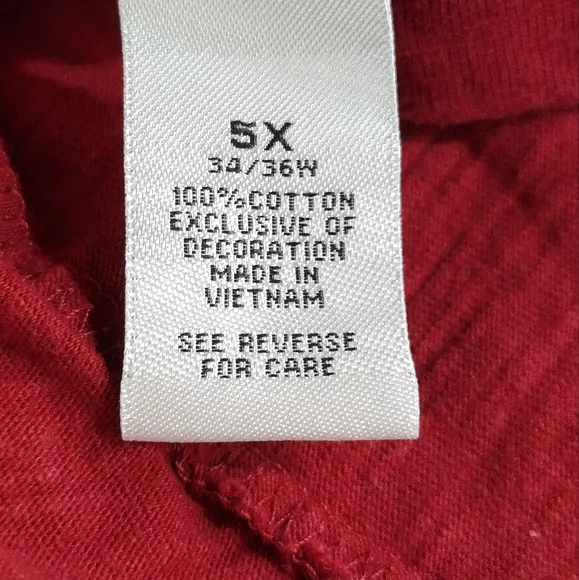 5X
34/36W
100%COTTON
EXCLUSIVE OF
DECORATION
MADE IN
VIETNAM
SEE REVERSE
FOR CARE